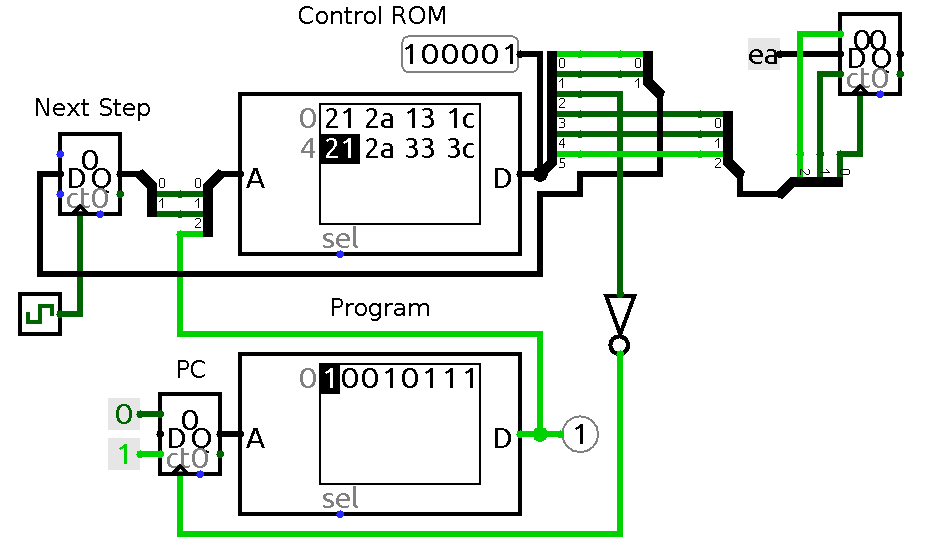 Control ROM
100001
00
ea
D Q
ct0
0
1
2
3
4
5
0
1
0
1
2
2
1
0
Next Step
0
D Q
ct0
0
1
0
1
2
A
0 21 2a 13 1c
4 21 2a 33 3c
D
sel
Program
PC
0
1
0
D Q
ct0
A
0 10010111
D
1
sel